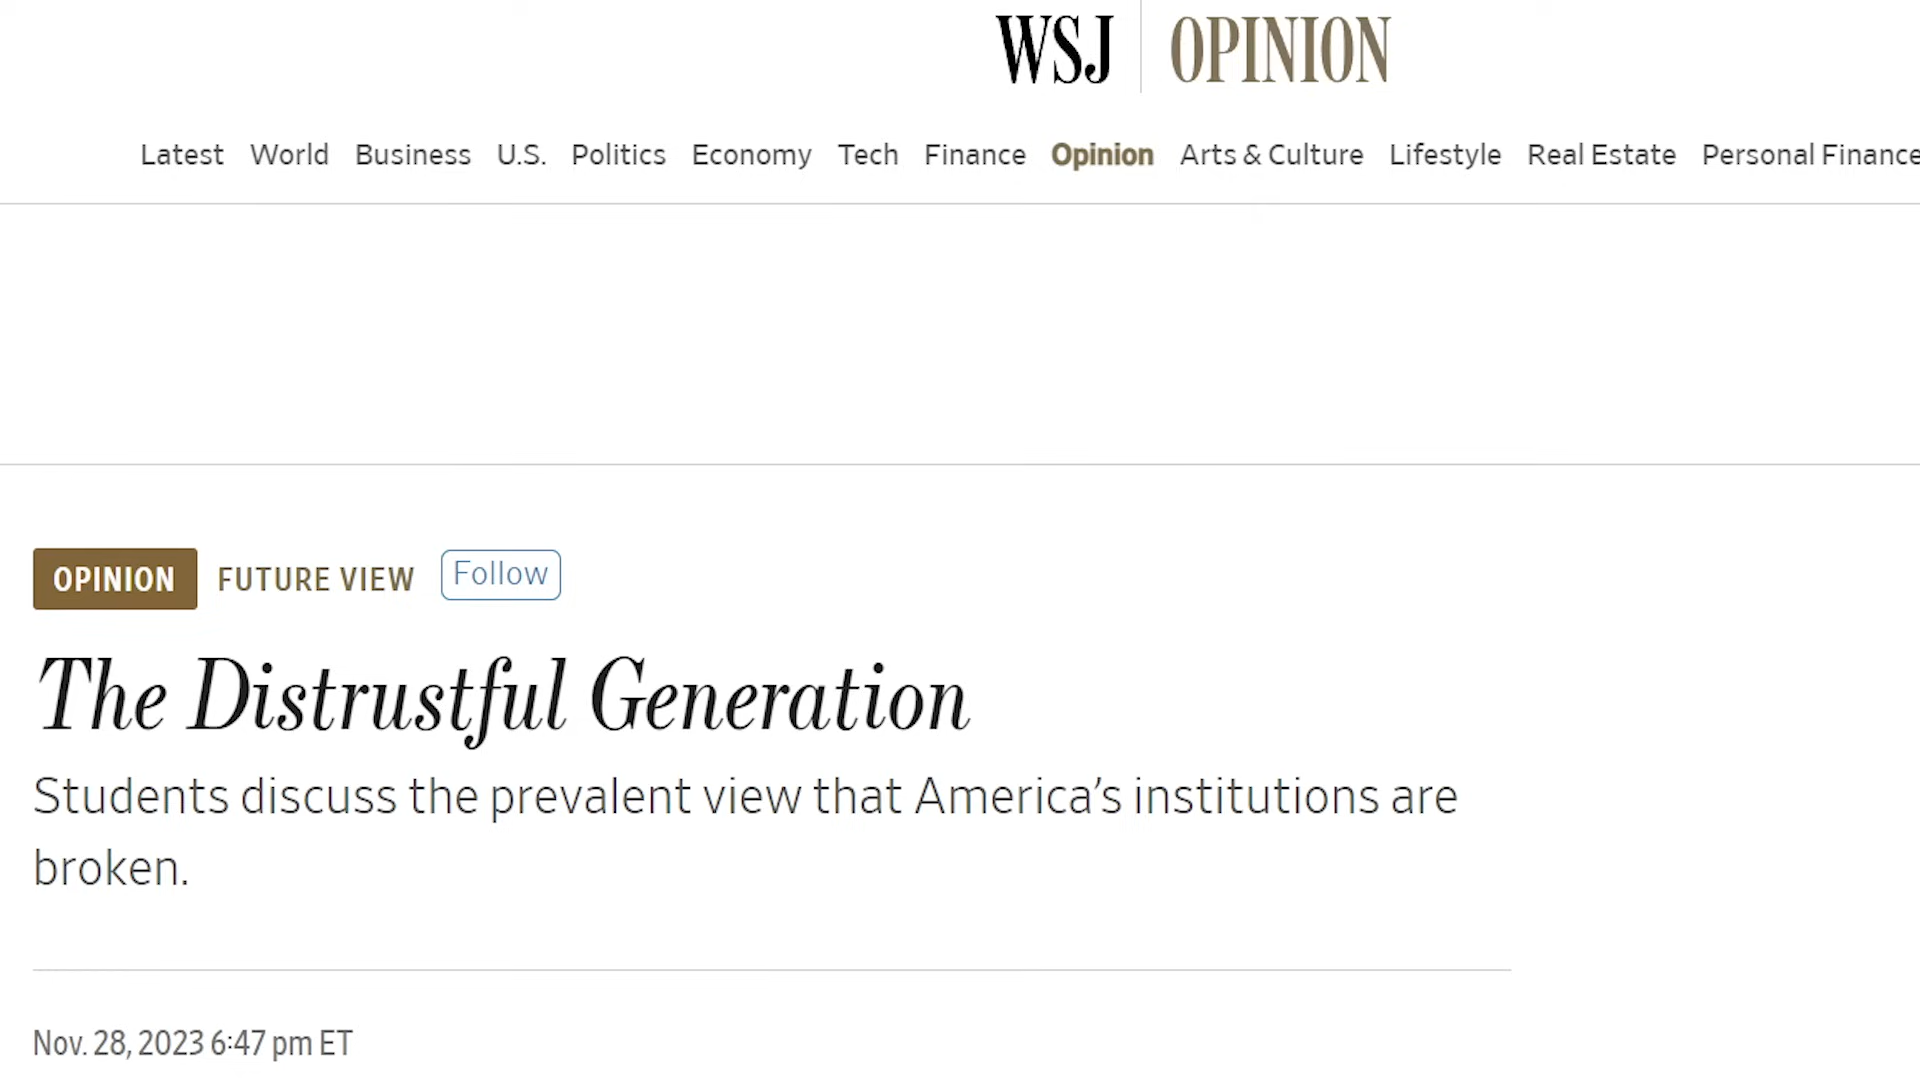 WSJ OPINION
Latest World Business U.S. Politics Economy Tech Finance Opinion Arts & Culture Lifestyle Real Estate Personal Finance
OPINION FUTURE VIEW Follow
The Distrustful Generation
Students discuss the prevalent view that America’s institutions are
broken.
Nov. 28, 2023 6:47 pm ET